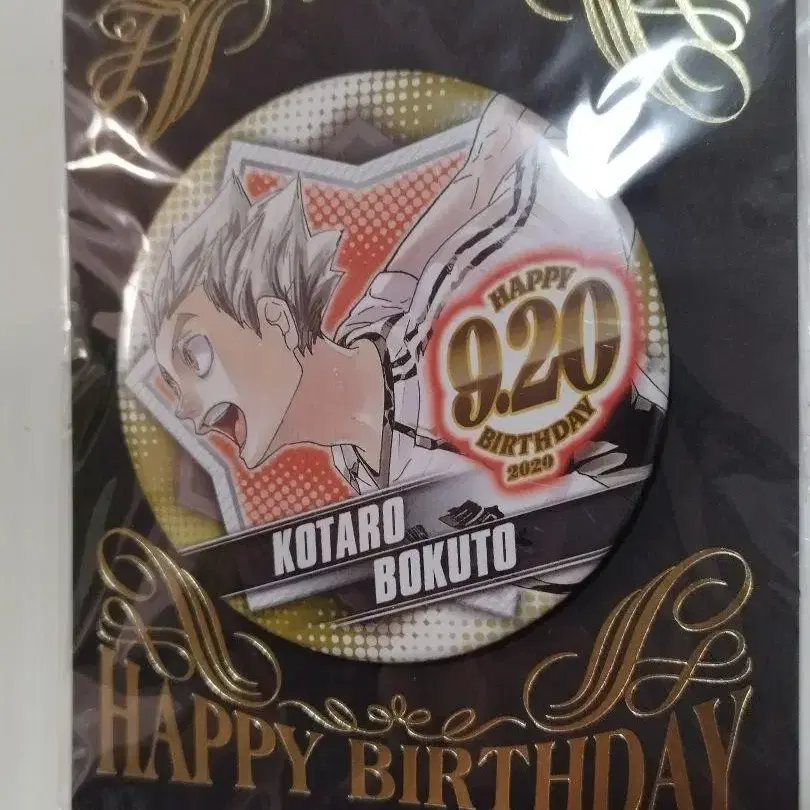 HAPPY
9.20
BIRTHDAY
2020
KOTARO
BOKUTO
HAPPY BIRTHDAY